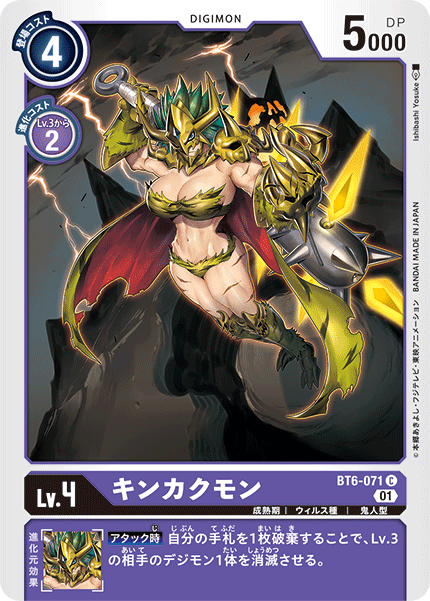 登場コスト
4
DIGIMON
DP
5000
進化コスト
Lv.3から
2
Ishibashi Yosuke
©本郷あきよし・フジテレビ・東映アニメーション BANDAI MADE IN JAPAN
BT6-071 C
01
Lv.4
キンカクモン
成熟期 | ウィルス種 | 鬼人型
進化元効果
アタック時 自分の手札を1枚破棄することで、Lv.3
の相手のデジモン1体を消滅させる。